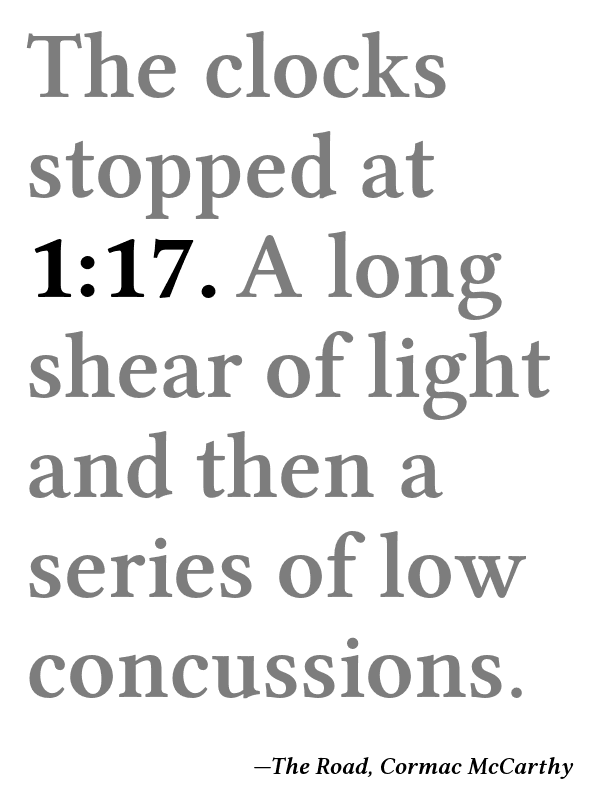 The clocks
stopped at
1:17. A long
shear of light
and then a
series of low
concussions.
—The Road, Cormac McCarthy